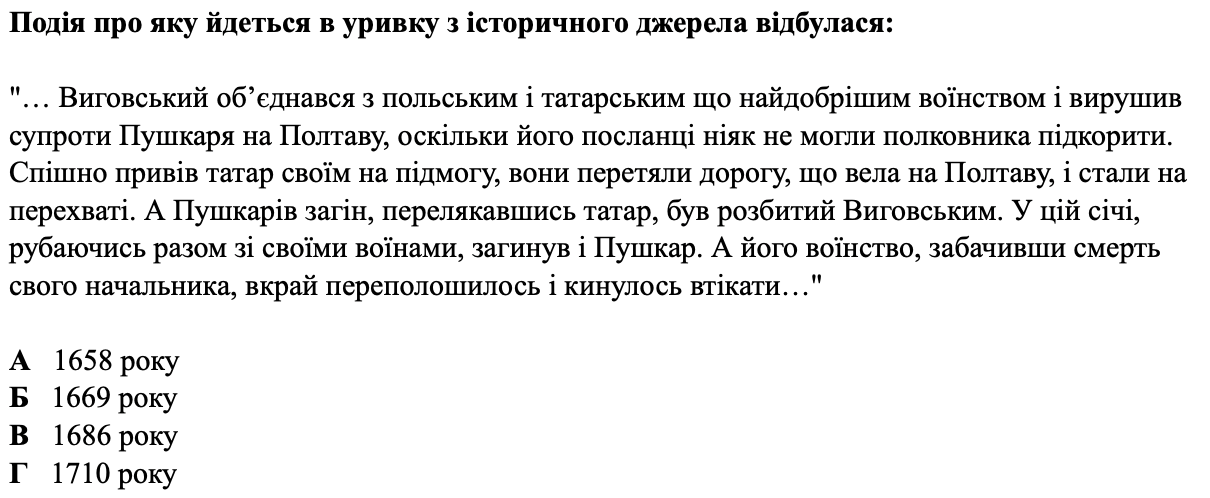 Подія про яку йдеться в уривку з історичного джерела відбулася:
"… Виговський об’єднався з польським і татарським що найдобрішим воїнством і вирушив
супроти Пушкаря на Полтаву, оскільки його посланці ніяк не могли полковника підкорити.
Спішно привів татар своїм на підмогу, вони перетяли дорогу, що вела на Полтаву, і стали на
перехваті. А Пушкарів загін, перелякавшись татар, був розбитий Виговським. У цій січі,
рубаючись разом зі своїми воїнами, загинув і Пушкар. А його воїнство, забачивши смерть
свого начальника, вкрай переполошилось і кинулось втікати…"
А 1658 року
Б 1669 року
В 1686 року
Г 1710 року